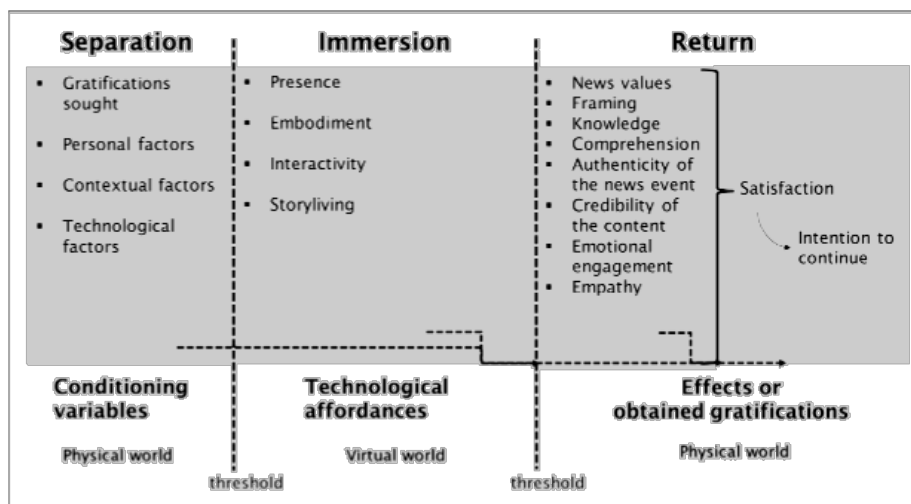 Separation
Immersion
Return
▪ Gratifications
sought
▪ Personal factors
▪ Contextual factors
▪ Technological
factors
▪ Presence
▪ Embodiment
▪ Interactivity
▪ Storyliving
▪ News values
▪ Framing
▪ Knowledge
▪ Comprehension
▪ Authenticity of
the news event
▪ Credibility of
the content
▪ Emotional
engagement
▪ Empathy
Satisfaction
Intention to
continue
Conditioning
variables
Technological
affordances
Effects or
obtained gratifications
Physical world
Virtual world
Physical world
threshold
threshold